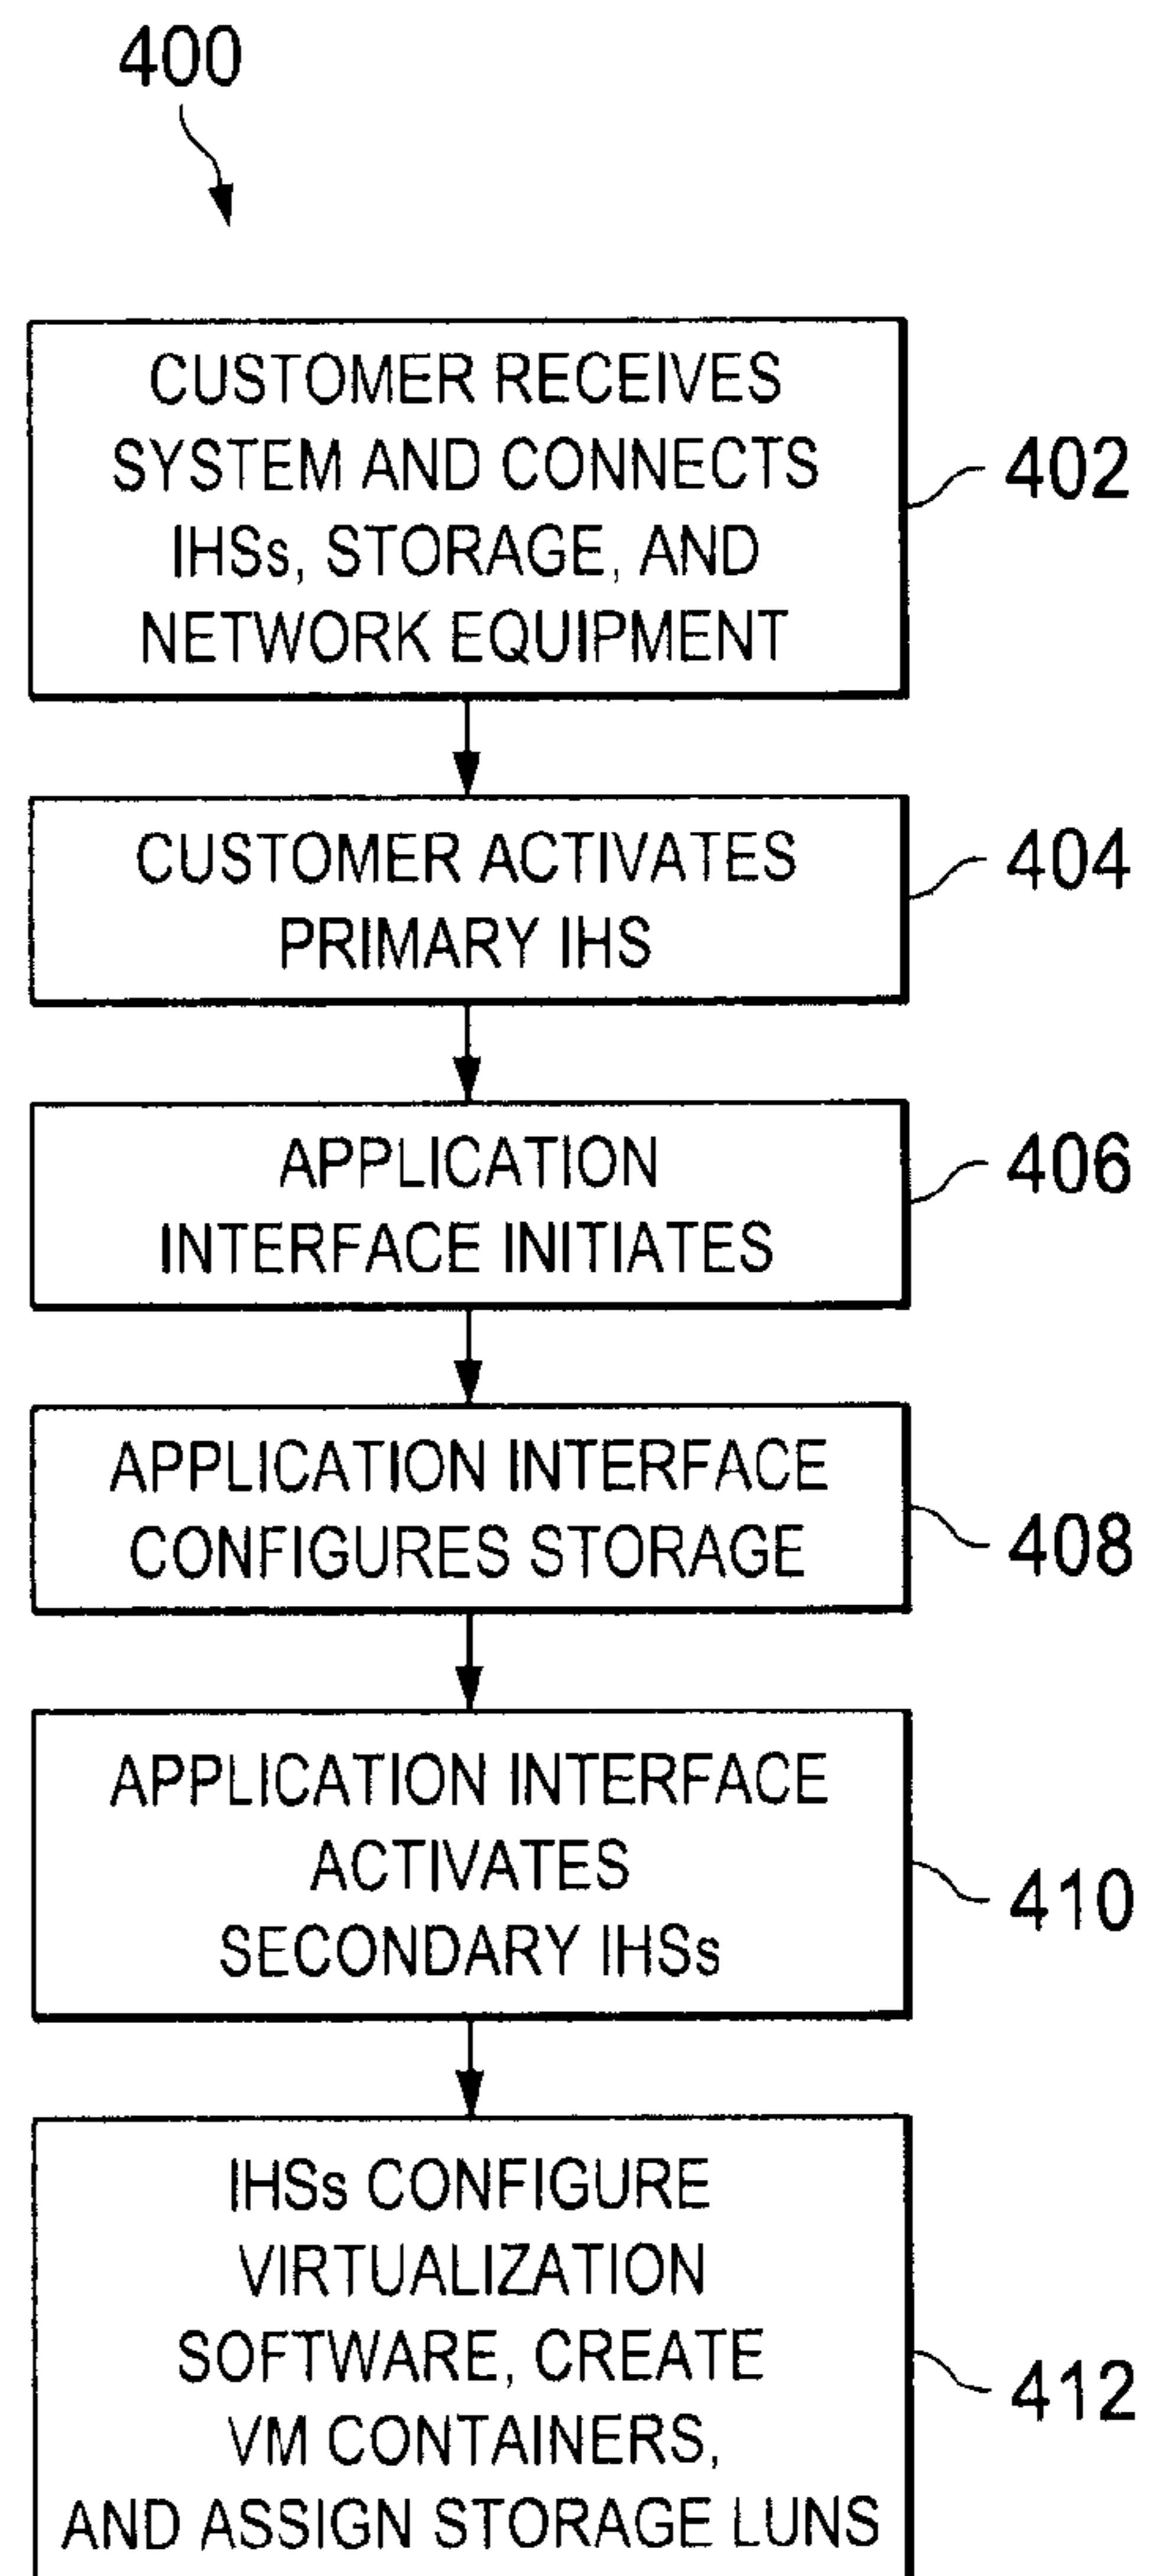 400
CUSTOMER RECEIVES
SYSTEM AND CONNECTS
IHSs, STORAGE, AND
NETWORK EQUIPMENT
402
CUSTOMER ACTIVATES
PRIMARY IHS
404
APPLICATION
INTERFACE INITIATES
406
APPLICATION INTERFACE
CONFIGURES STORAGE
408
APPLICATION INTERFACE
ACTIVATES
SECONDARY IHSs
410
IHSs CONFIGURE
VIRTUALIZATION
SOFTWARE, CREATE
VM CONTAINERS,
AND ASSIGN STORAGE LUNS
412